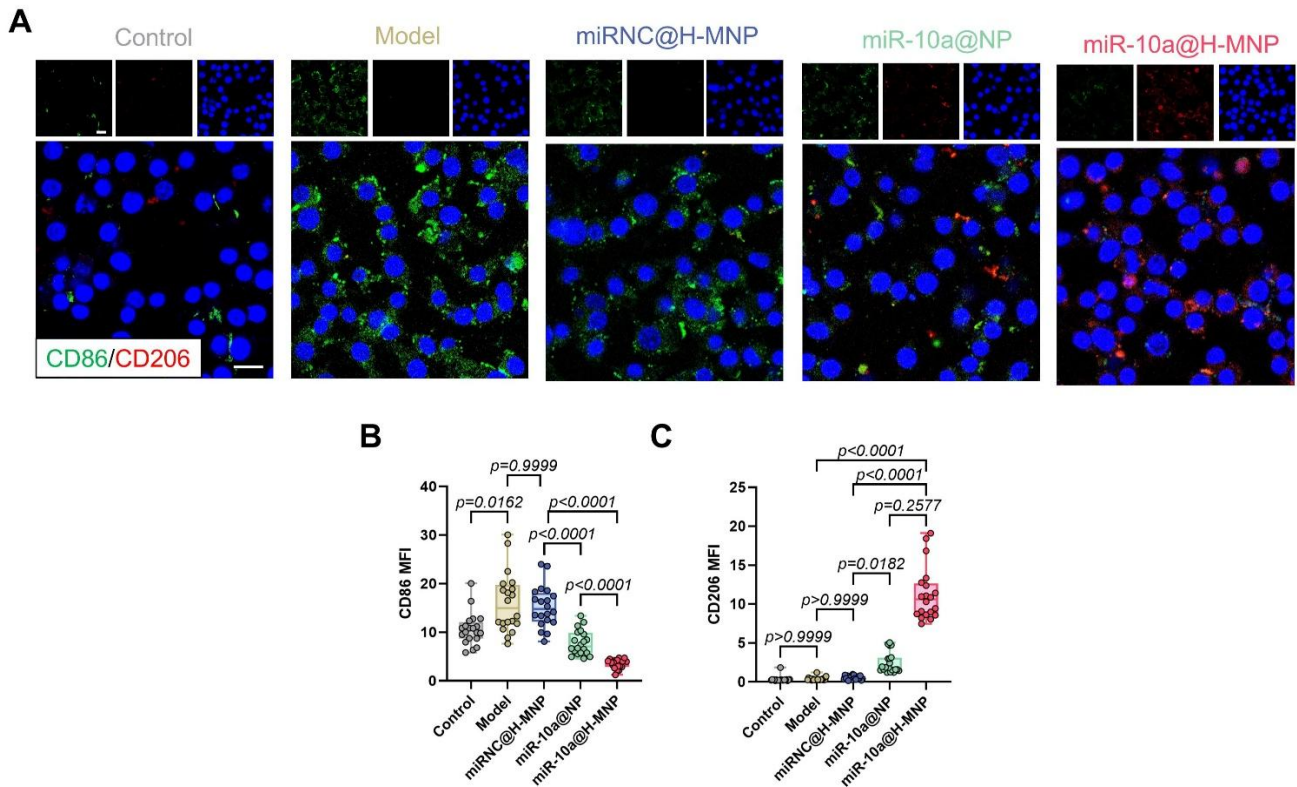 A
Control
Model
miRNC@H-MNP
miR-10a@NP
miR-10a@H-MNP
CD86/CD206
B
p=0.9999
p=0.0162
p<0.0001
p<0.0001
p<0.0001
CD86 MFI
40
30
20
10
0
Control
Model
miRNC@H-MNP
miR-10a@NP
miR-10a@H-MNP
C
p<0.0001
p<0.0001
p=0.2577
p=0.0182
p>0.9999
p>0.9999
CD206 MFI
25
20
15
10
5
0
Control
Model
miRNC@H-MNP
miR-10a@NP
miR-10a@H-MNP